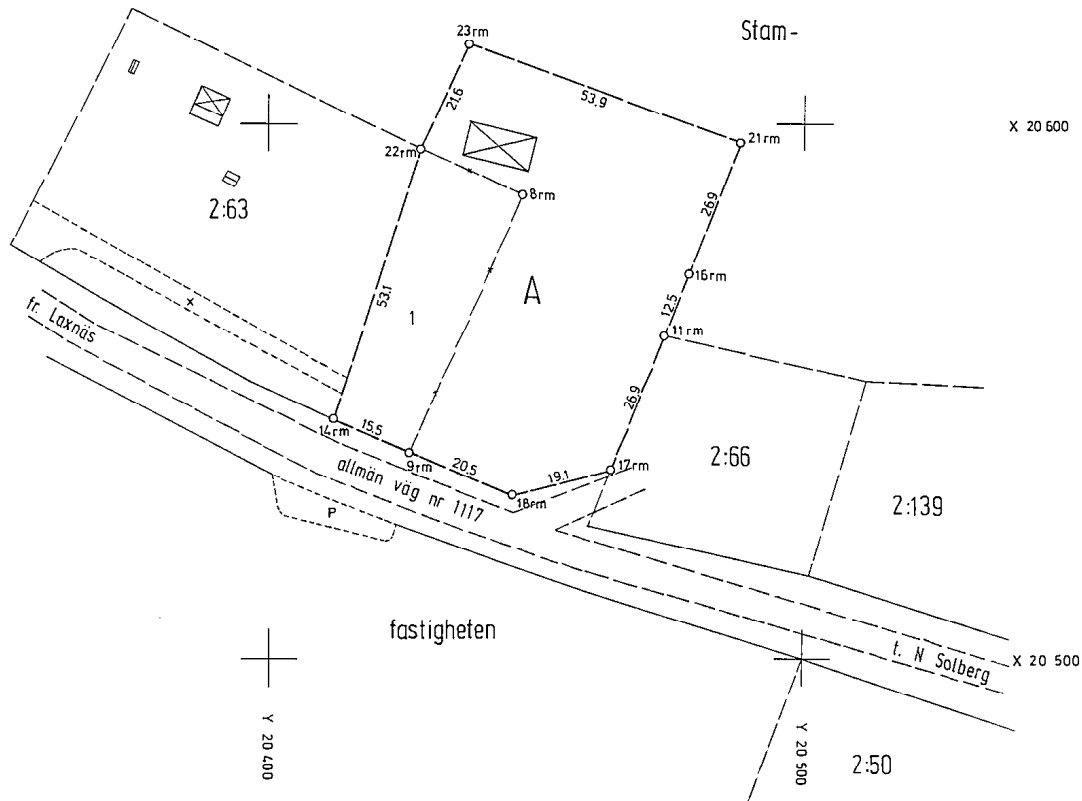 Stam-
23rm
21.6
53.9
X 20 600
21rm
22rm
8rm
2:63
26.9
16rm
A
12.5
53.1
1
11rm
fr. Laxnäs
26.9
14rm
15.5
9rm
20.5
19.1
17rm
18rm
2:66
allmän väg nr 1117
P
2:139
fastigheten
t. N Solberg
X 20 500
Y 20 400
Y 20 500
2:50